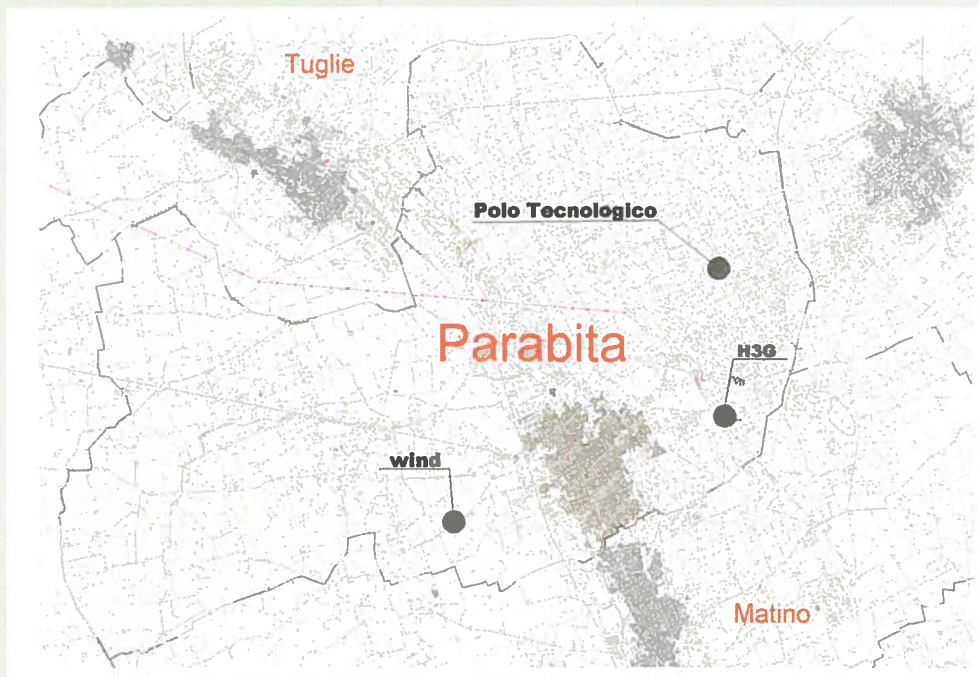 Tuglie
Polo Tecnologico
Parabita
H3G
wind
Matino